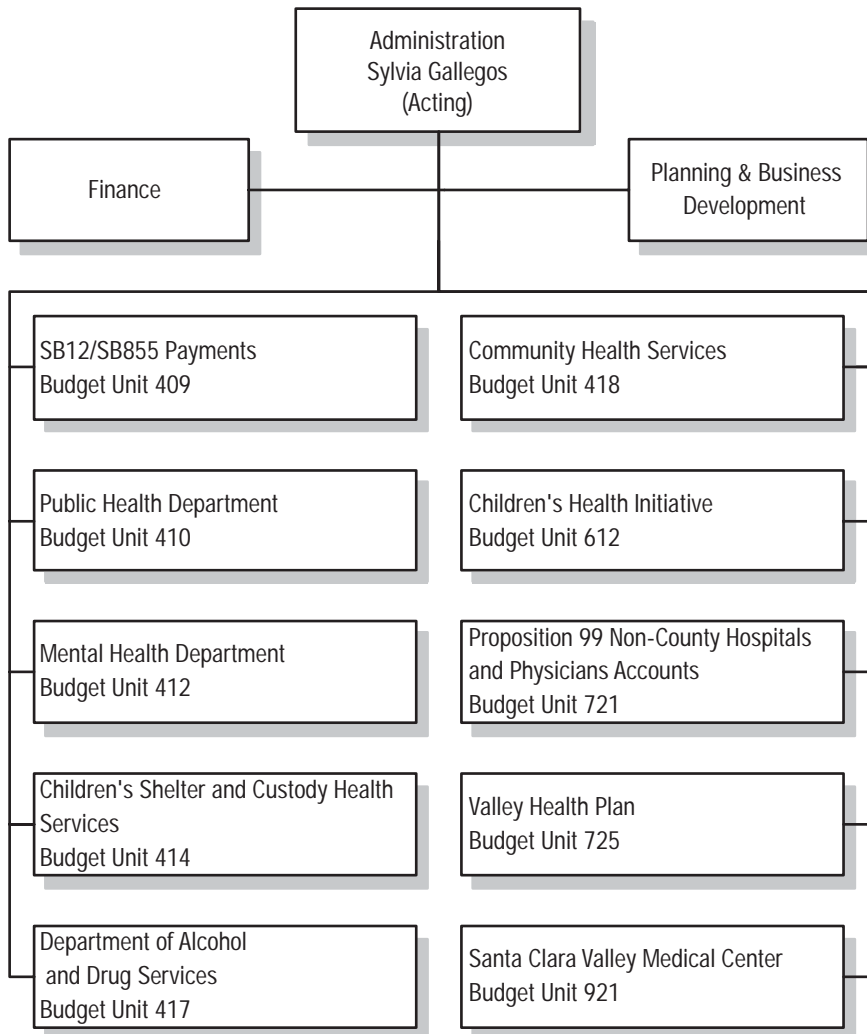 Administration
Sylvia Gallegos
(Acting)
Finance
Planning & Business
Development
SB12/SB855 Payments
Budget Unit 409
Community Health Services
Budget Unit 418
Public Health Department
Budget Unit 410
Children's Health Initiative
Budget Unit 612
Mental Health Department
Budget Unit 412
Proposition 99 Non-County Hospitals
and Physicians Accounts
Budget Unit 721
Children's Shelter and Custody Health
Services
Budget Unit 414
Valley Health Plan
Budget Unit 725
Department of Alcohol
and Drug Services
Budget Unit 417
Santa Clara Valley Medical Center
Budget Unit 921